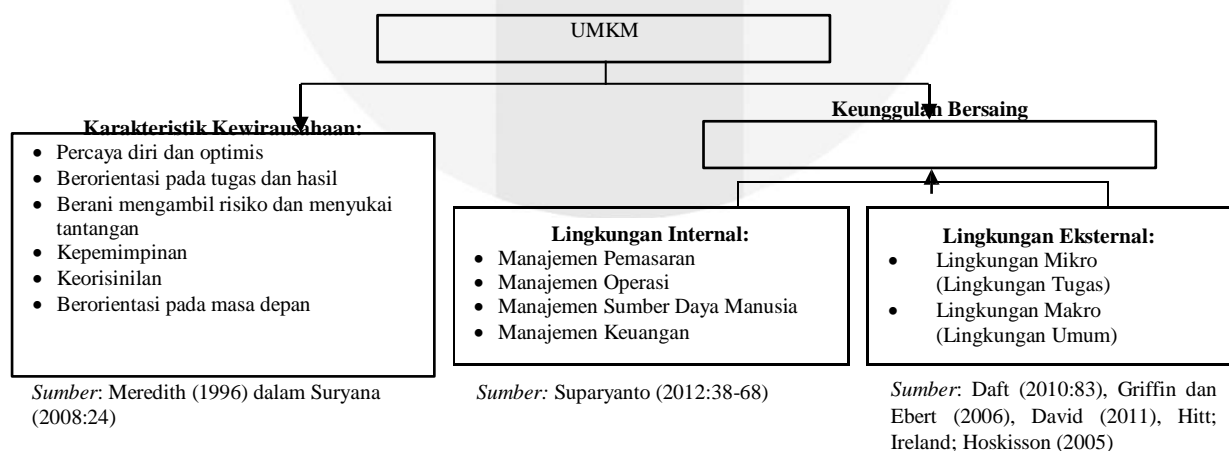 UMKM
Keunggulan Bersaing
Karakteristik Kewirausahaan:
• Percaya diri dan optimis
• Berorientasi pada tugas dan hasil
• Berani mengambil risiko dan menyukai
tantangan
• Kepemimpinan
• Keorisinilan
• Berorientasi pada masa depan
Sumber: Meredith (1996) dalam Suryana
(2008:24)
Lingkungan Internal:
• Manajemen Pemasaran
• Manajemen Operasi
• Manajemen Sumber Daya Manusia
• Manajemen Keuangan
Sumber: Suparyanto (2012:38-68)
Lingkungan Eksternal:
• Lingkungan Mikro
(Lingkungan Tugas)
• Lingkungan Makro
(Lingkungan Umum)
Sumber: Daft (2010:83), Griffin dan
Ebert (2006), David (2011), Hitt;
Ireland; Hoskisson (2005)